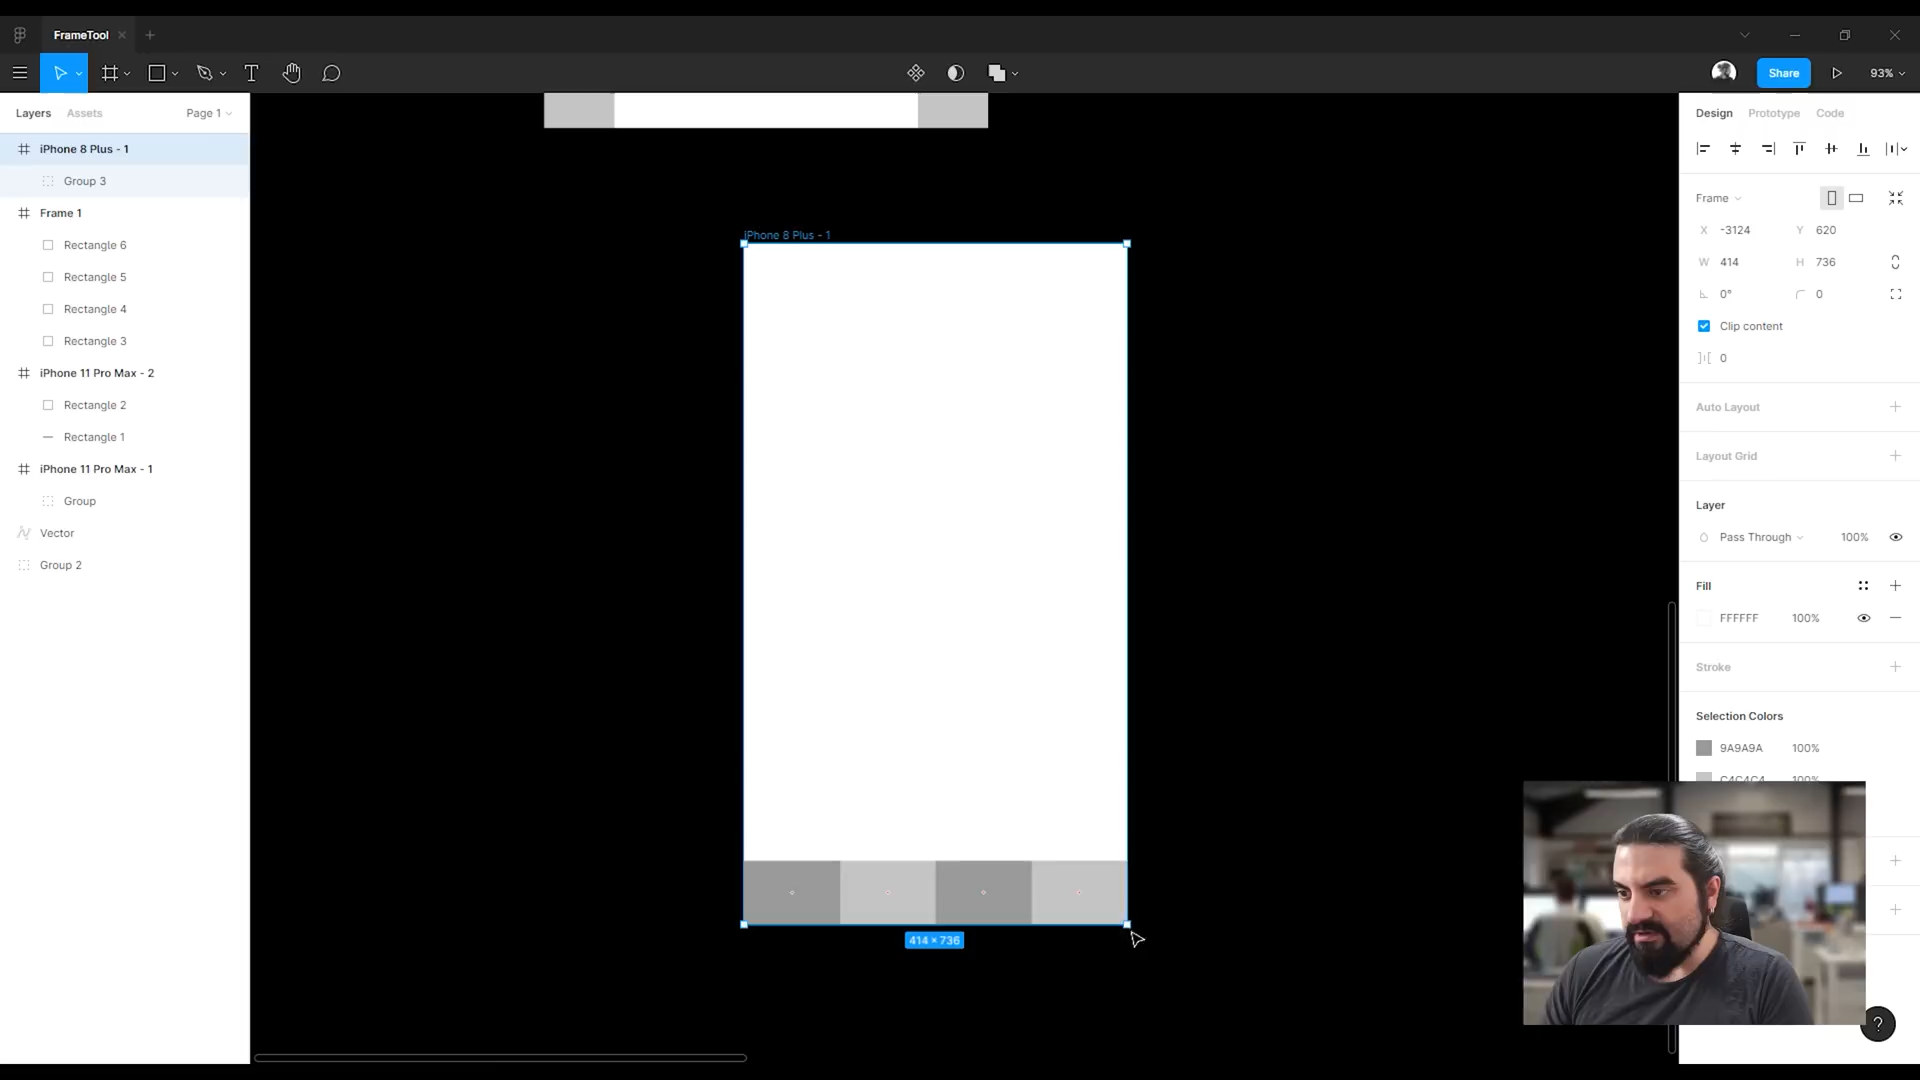 FrameTool
Share
93%
Layers
Assets
Page 1
iPhone 8 Plus - 1
Group 3
Frame 1
Rectangle 6
Rectangle 5
Rectangle 4
Rectangle 3
iPhone 11 Pro Max - 2
Rectangle 2
Rectangle 1
iPhone 11 Pro Max - 1
Group
Vector
Group 2
iPhone 8 Plus - 1
414 × 736
Design
Prototype
Code
Frame
X -3124
Y 620
W 414
H 736
0°
0
Clip content
0
Auto Layout
Layout Grid
Layer
Pass Through
100%
Fill
FFFFFF
100%
Stroke
Selection Colors
9A9A9A
100%
C4C4C4
100%
?